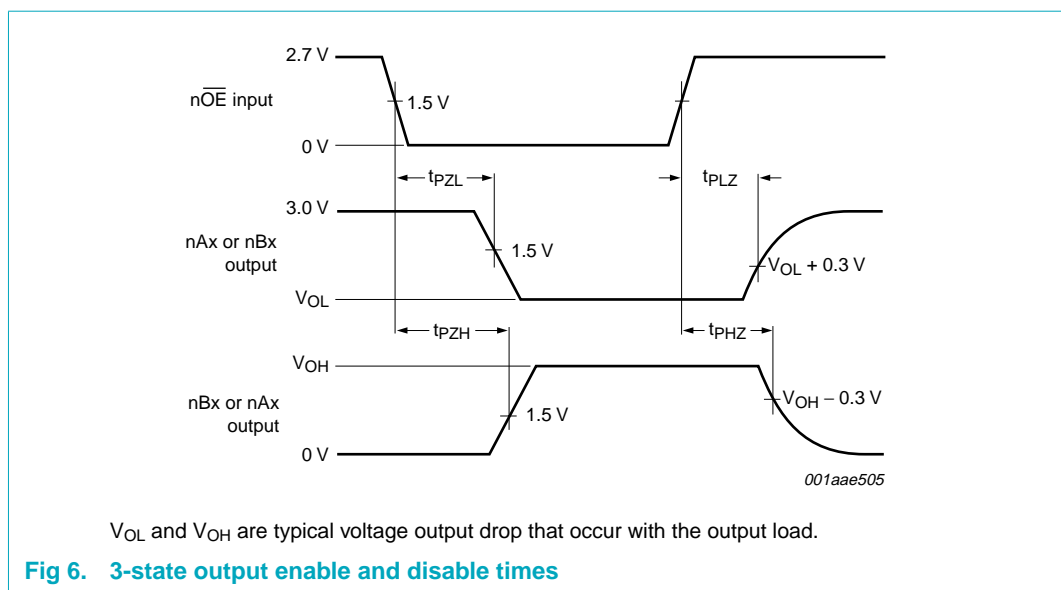 2.7 V
nOE input
1.5 V
0 V
tPZL
tPLZ
3.0 V
nAx or nBx
output
1.5 V
VOL + 0.3 V
VOL
tPZH
tPHZ
VOH
nBx or nAx
output
1.5 V
VOH − 0.3 V
0 V
001aae505
VOL and VOH are typical voltage output drop that occur with the output load.
Fig 6. 3-state output enable and disable times